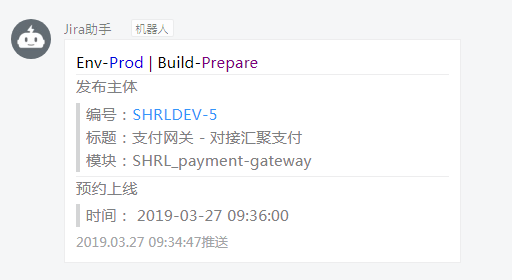 Jira助手 机器人
Env-Prod | Build-Prepare
发布主体
编号：SHRLDEV-5
标题：支付网关 - 对接汇聚支付
模块：SHRL_payment-gateway
预约上线
时间： 2019-03-27 09:36:00
2019.03.27 09:34:47推送